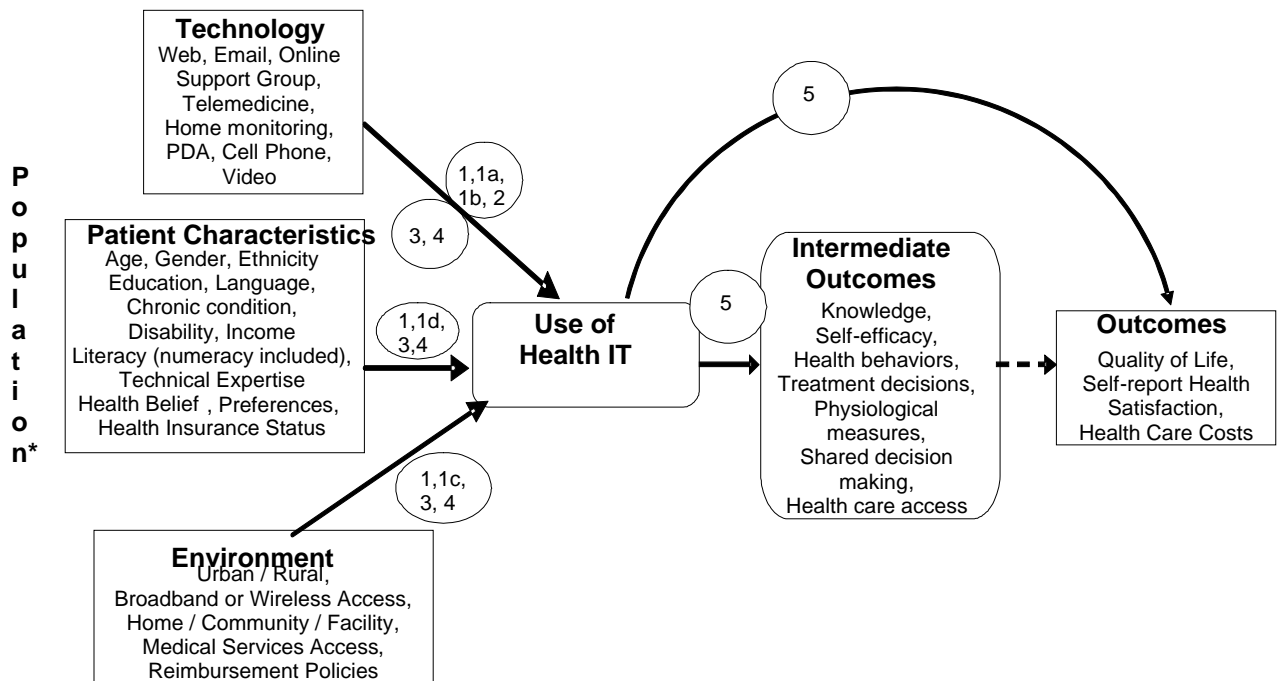 Technology
Web, Email, Online
Support Group,
Telemedicine,
Home monitoring,
PDA, Cell Phone,
Video
1,1a,
1b, 2
3, 4
5
P
o
p
u
l
a
t
i
o
n*
Patient Characteristics
Age, Gender, Ethnicity
Education, Language,
Chronic condition,
Disability, Income
Literacy (numeracy included),
Technical Expertise
Health Belief , Preferences,
Health Insurance Status
1,1d,
3,4
Use of
Health IT
5
Intermediate
Outcomes
Knowledge,
Self-efficacy,
Health behaviors,
Treatment decisions,
Physiological
measures,
Shared decision
making,
Health care access
Outcomes
Quality of Life,
Self-report Health
Satisfaction,
Health Care Costs
1,1c,
3, 4
Environment
Urban / Rural,
Broadband or Wireless Access,
Home / Community / Facility,
Medical Services Access,
Reimbursement Policies